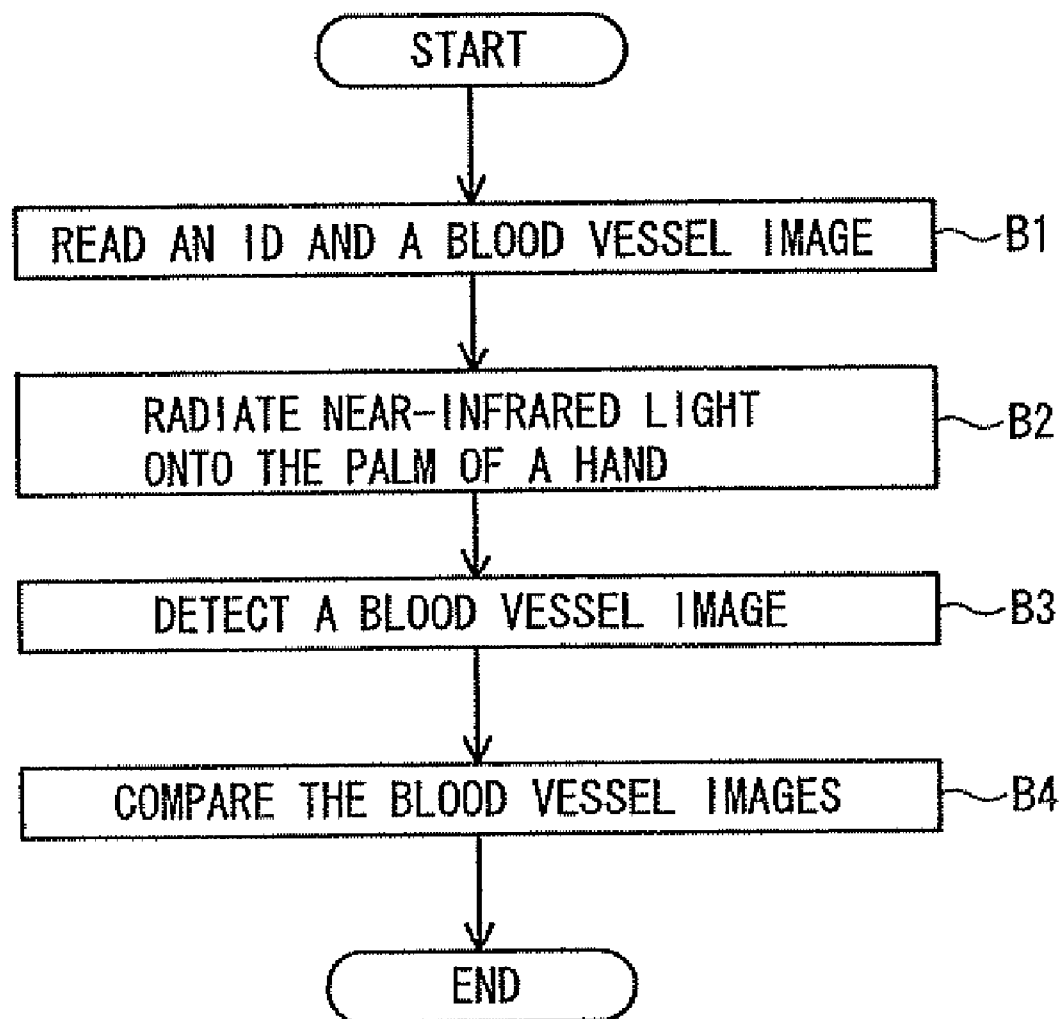 START
READ AN ID AND A BLOOD VESSEL IMAGE
B1
RADIATE NEAR-INFRARED LIGHT
ONTO THE PALM OF A HAND
B2
DETECT A BLOOD VESSEL IMAGE
B3
COMPARE THE BLOOD VESSEL IMAGES
B4
END